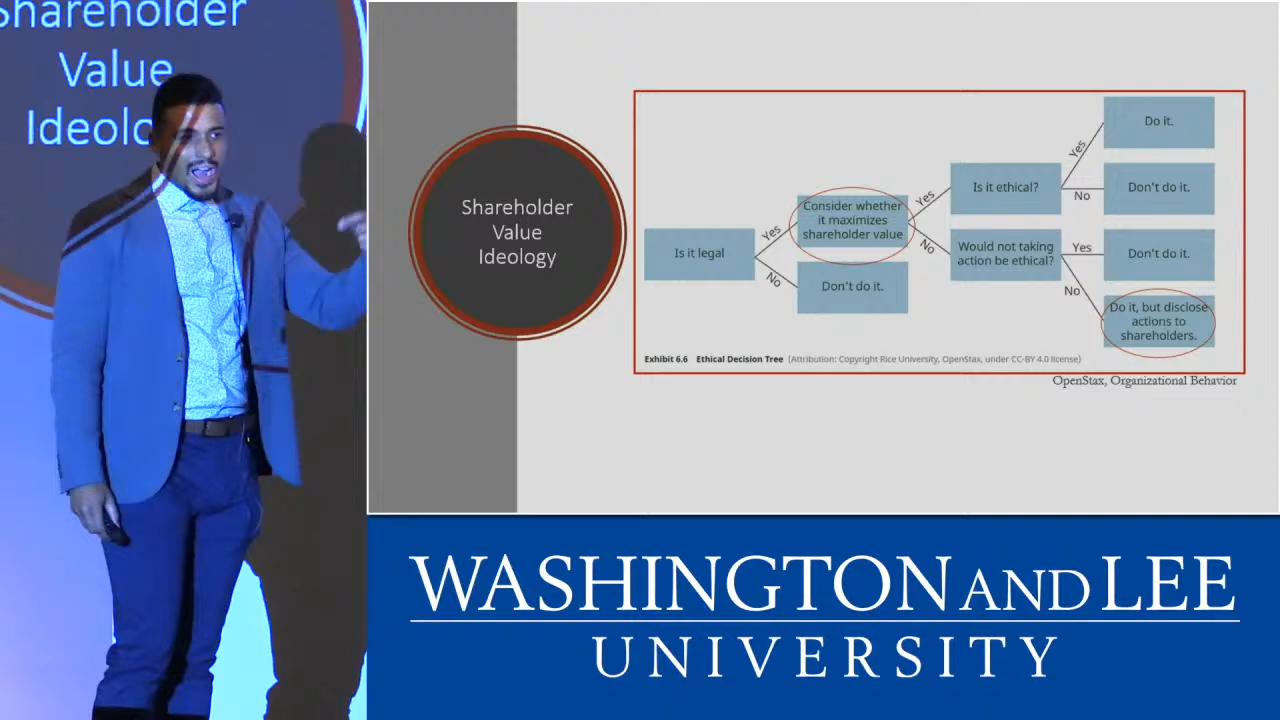 Shareholder
Value
Shareholder
Value
Ideology
Is it legal
Yes
No
Consider whether
it maximizes
shareholder value
Don't do it.
Yes
No
Is it ethical?
Would not taking
action be ethical?
Yes
No
Yes
No
Do it.
Don't do it.
Don't do it.
Do it, but disclose
actions to
shareholders.
Exhibit 6.6 Ethical Decision Tree (Attribution: Copyright Rice University, OpenStax, under CC-BY 4.0 license)
OpenStax, Organizational Behavior
WASHINGTON AND LEE
UNIVERSITY